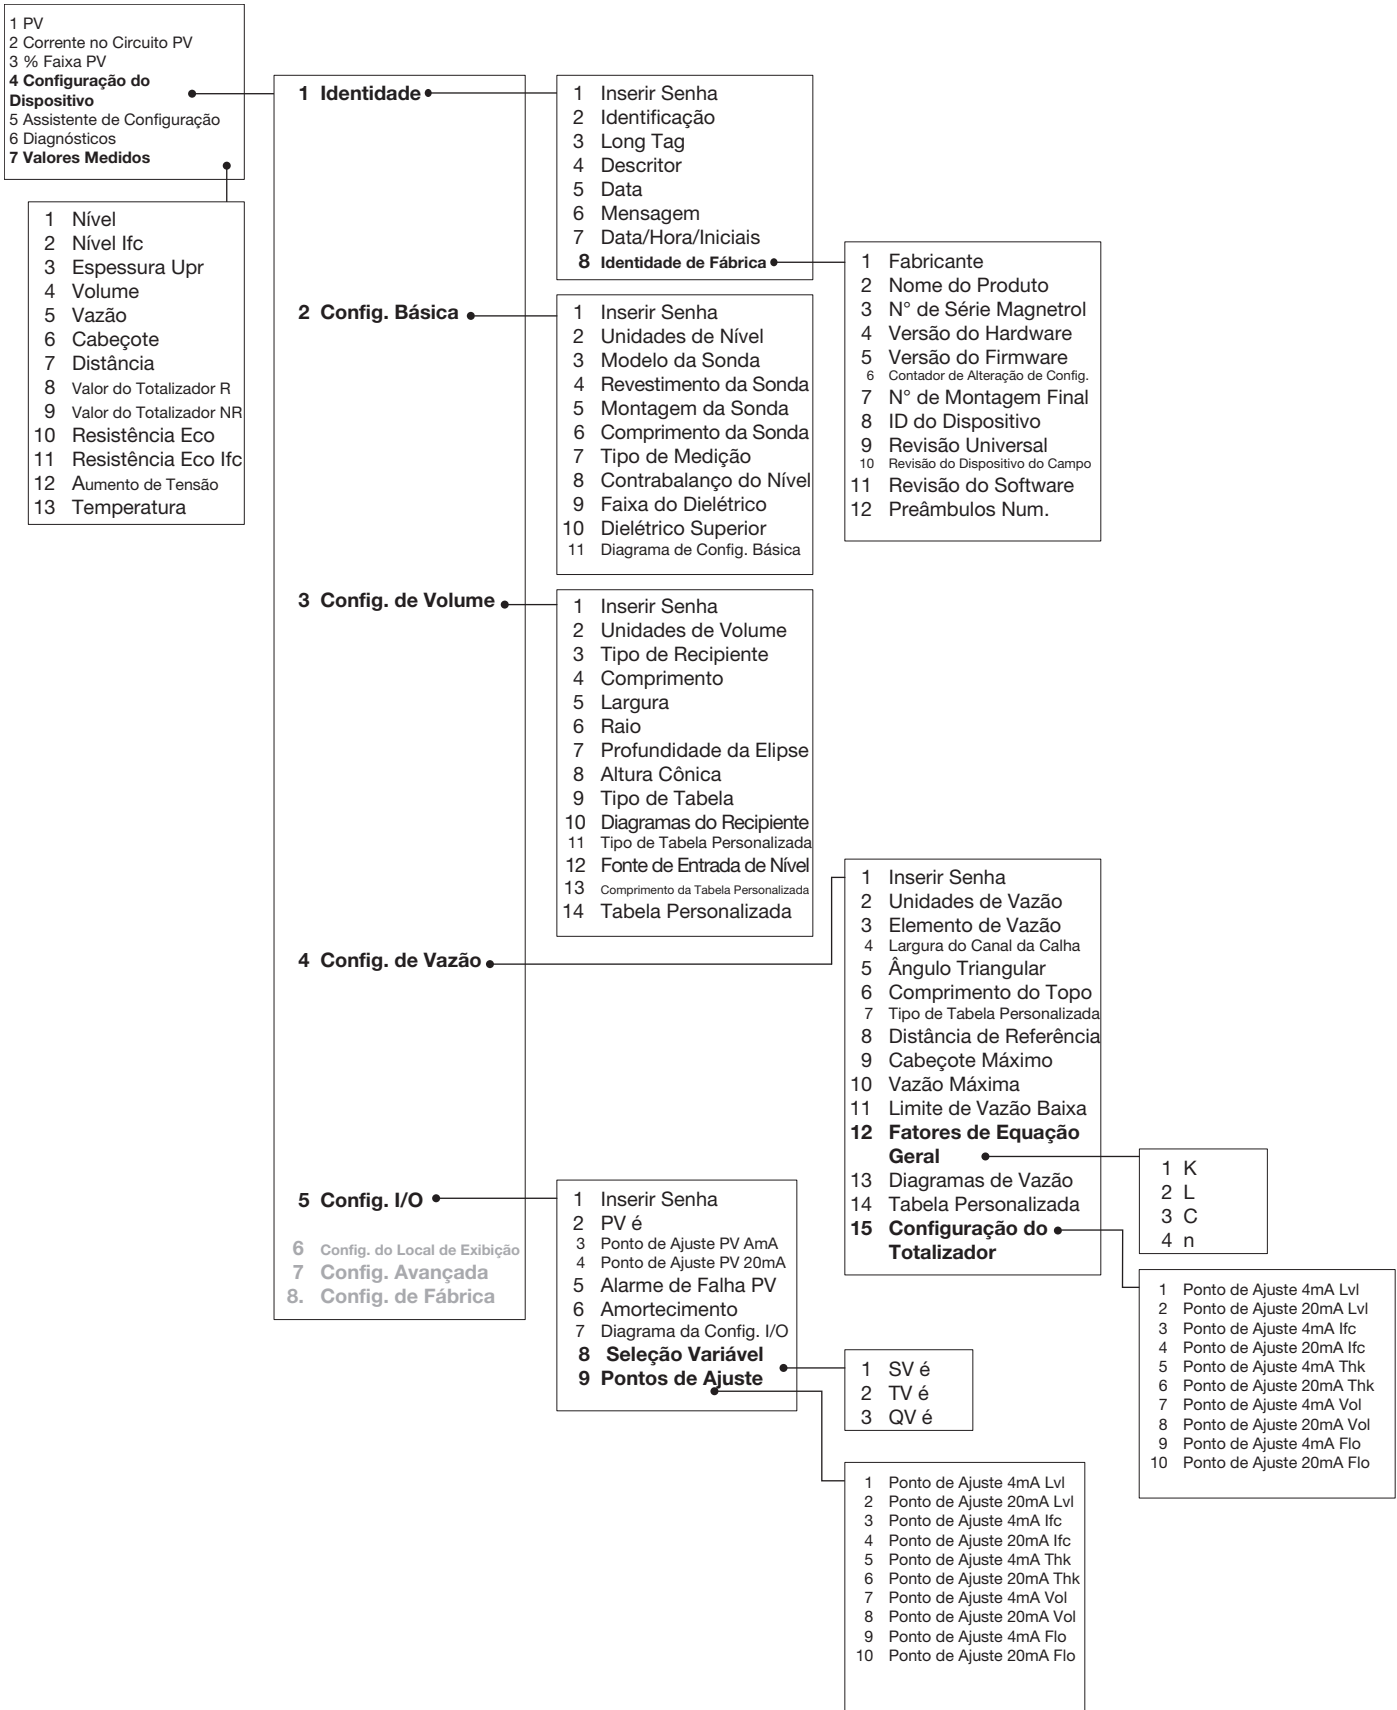 1 PV
2 Corrente no Circuito PV
3 % Faixa PV
4 Configuração do
Dispositivo
5 Assistente de Configuração
6 Diagnósticos
7 Valores Medidos
1 Nível
2 Nível Ifc
3 Espessura Upr
4 Volume
5 Vazão
6 Cabeçote
7 Distância
8 Valor do Totalizador R
9 Valor do Totalizador NR
10 Resistência Eco
11 Resistência Eco Ifc
12 Aumento de Tensão
13 Temperatura
1 Identidade
2 Config. Básica
3 Config. de Volume
4 Config. de Vazão
5 Config. I/O
6 Config. do Local de Exibição
7 Config. Avançada
8. Config. de Fábrica
1 Inserir Senha
2 Identificação
3 Long Tag
4 Descritor
5 Data
6 Mensagem
7 Data/Hora/Iniciais
8 Identidade de Fábrica
1 Fabricante
2 Nome do Produto
3 N° de Série Magnetrol
4 Versão do Hardware
5 Versão do Firmware
6 Contador de Alteração de Config.
7 N° de Montagem Final
8 ID do Dispositivo
9 Revisão Universal
10 Revisão do Dispositivo do Campo
11 Revisão do Software
12 Preâmbulos Num.
1 Inserir Senha
2 Unidades de Nível
3 Modelo da Sonda
4 Revestimento da Sonda
5 Montagem da Sonda
6 Comprimento da Sonda
7 Tipo de Medição
8 Contrabalanço do Nível
9 Faixa do Dielétrico
10 Dielétrico Superior
11 Diagrama de Config. Básica
1 Inserir Senha
2 Unidades de Volume
3 Tipo de Recipiente
4 Comprimento
5 Largura
6 Raio
7 Profundidade da Elipse
8 Altura Cônica
9 Tipo de Tabela
10 Diagramas do Recipiente
11 Tipo de Tabela Personalizada
12 Fonte de Entrada de Nível
13 Comprimento da Tabela Personalizada
14 Tabela Personalizada
1 Inserir Senha
2 Unidades de Vazão
3 Elemento de Vazão
4 Largura do Canal da Calha
5 Ângulo Triangular
6 Comprimento do Topo
7 Tipo de Tabela Personalizada
8 Distância de Referência
9 Cabeçote Máximo
10 Vazão Máxima
11 Limite de Vazão Baixa
12 Fatores de Equação
Geral
13 Diagramas de Vazão
14 Tabela Personalizada
15 Configuração do
Totalizador
1 K
2 L
3 C
4 n
1 Ponto de Ajuste 4mA Lvl
2 Ponto de Ajuste 20mA Lvl
3 Ponto de Ajuste 4mA Ifc
4 Ponto de Ajuste 20mA Ifc
5 Ponto de Ajuste 4mA Thk
6 Ponto de Ajuste 20mA Thk
7 Ponto de Ajuste 4mA Vol
8 Ponto de Ajuste 20mA Vol
9 Ponto de Ajuste 4mA Flo
10 Ponto de Ajuste 20mA Flo
1 Inserir Senha
2 PV é
3 Ponto de Ajuste PV AmA
4 Ponto de Ajuste PV 20mA
5 Alarme de Falha PV
6 Amortecimento
7 Diagrama da Config. I/O
8 Seleção Variável
9 Pontos de Ajuste
1 SV é
2 TV é
3 QV é
1 Ponto de Ajuste 4mA Lvl
2 Ponto de Ajuste 20mA Lvl
3 Ponto de Ajuste 4mA Ifc
4 Ponto de Ajuste 20mA Ifc
5 Ponto de Ajuste 4mA Thk
6 Ponto de Ajuste 20mA Thk
7 Ponto de Ajuste 4mA Vol
8 Ponto de Ajuste 20mA Vol
9 Ponto de Ajuste 4mA Flo
10 Ponto de Ajuste 20mA Flo